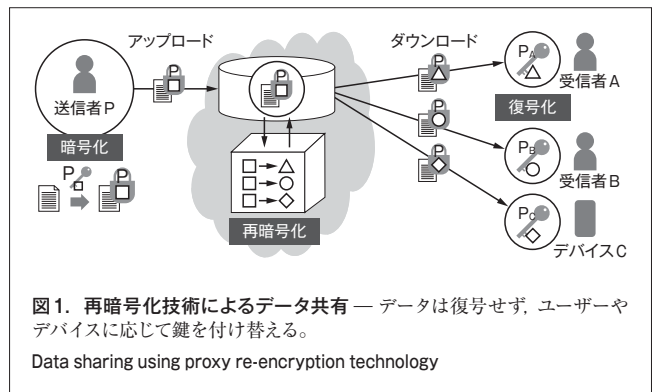 アップロード
ダウンロード
送信者P
暗号化
P
P
P
P
再暗号化
P
P
P
PA
受信者A
復号化
PB
受信者B
PC
デバイスC
図1. 再暗号化技術によるデータ共有 — データは復号せず，ユーザーや
デバイスに応じて鍵を付け替える。
Data sharing using proxy re-encryption technology